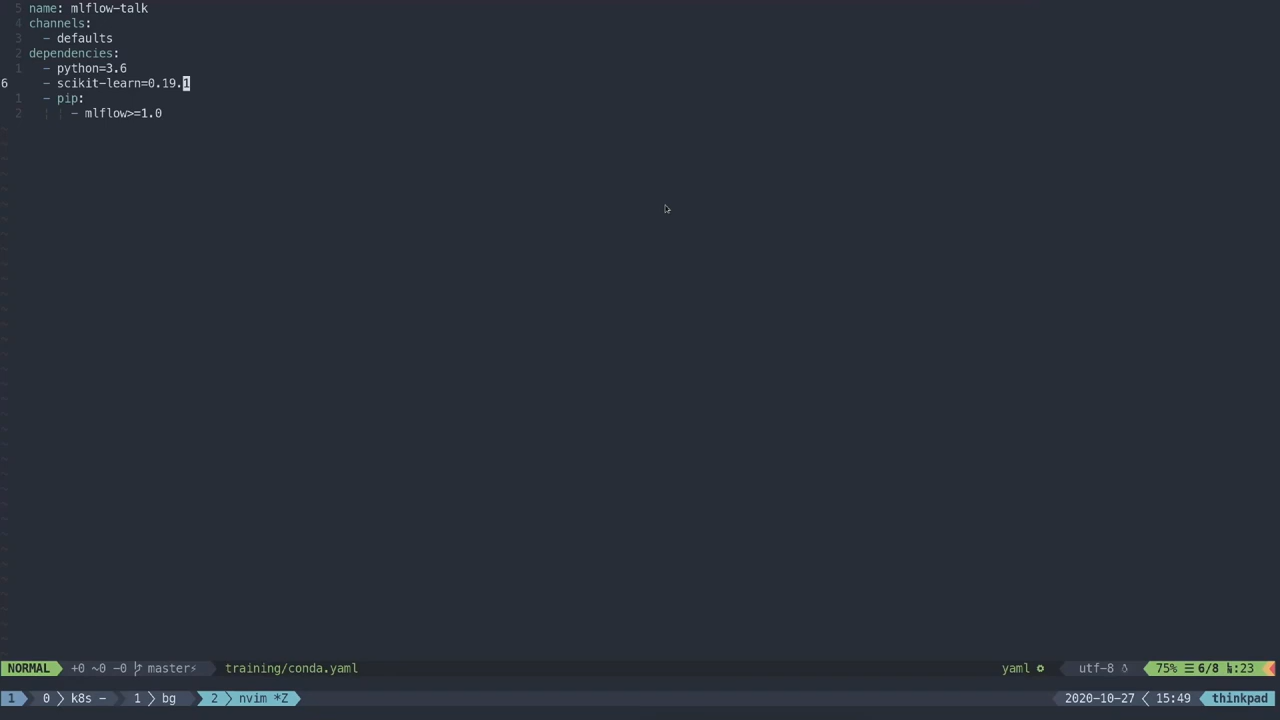 5 name: mlflow-talk
4 channels:
3   - defaults
2 dependencies:
1   - python=3.6
6   - scikit-learn=0.19.1
1   - pip:
2       - mlflow>=1.0
NORMAL +0 ~0 -0 master⚡ training/conda.yaml yaml utf-8 75% ☰ 6/8 :23
1 0 k8s - 1 bg 2 nvim *Z 2020-10-27 15:49 thinkpad